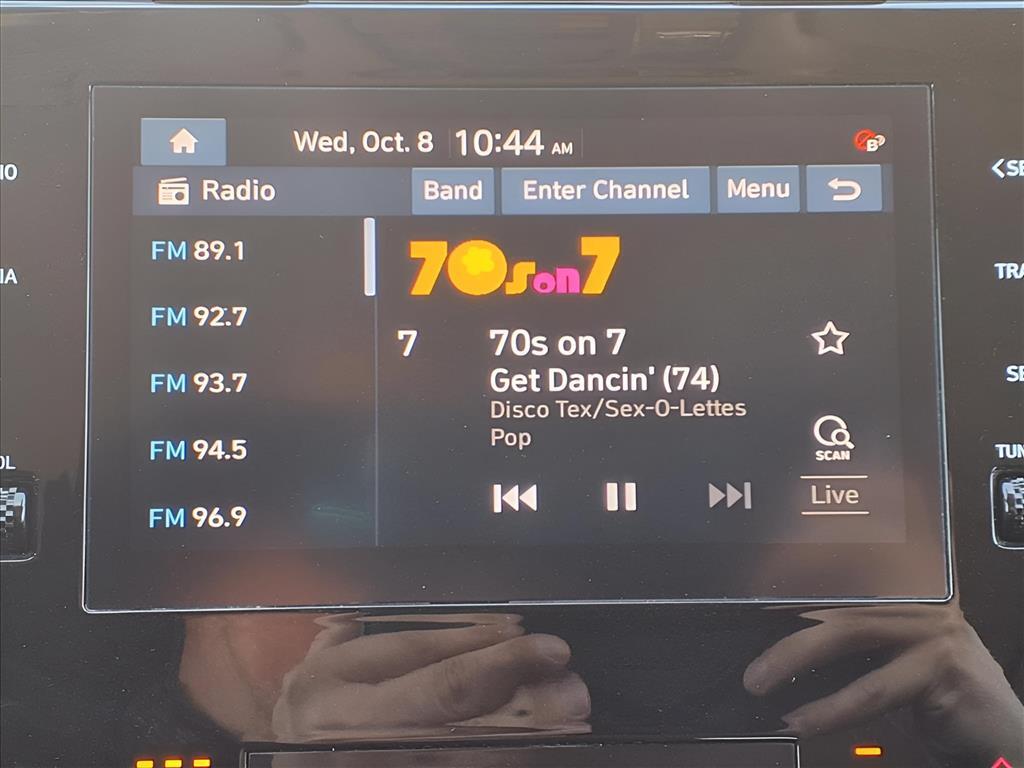 Wed, Oct. 8 10:44 AM
Radio Band Enter Channel Menu
FM 89.1
FM 92.7
FM 93.7
FM 94.5
FM 96.9
70s on 7
7 70s on 7
Get Dancin' (74)
Disco Tex/Sex-O-Lettes
Pop
SCAN
Live